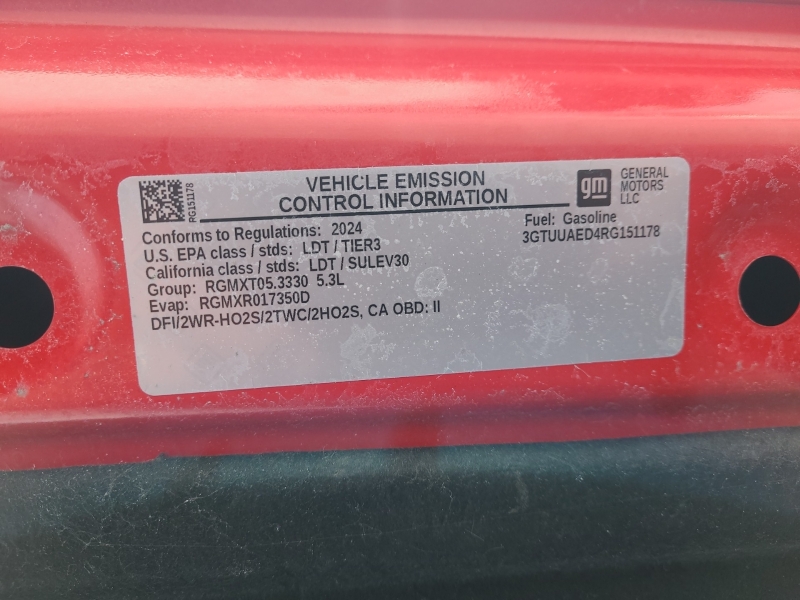 RG151178
VEHICLE EMISSION
CONTROL INFORMATION
gm
GENERAL
MOTORS
LLC
Conforms to Regulations: 2024
U.S. EPA class / stds: LDT / TIER3
California class / stds: LDT / SULEV30
Group: RGMXT05.3330 5.3L
Evap: RGMXR017350D
DFI/2WR-HO2S/2TWC/2HO2S, CA OBD: II
Fuel: Gasoline
3GTUUAED4RG151178